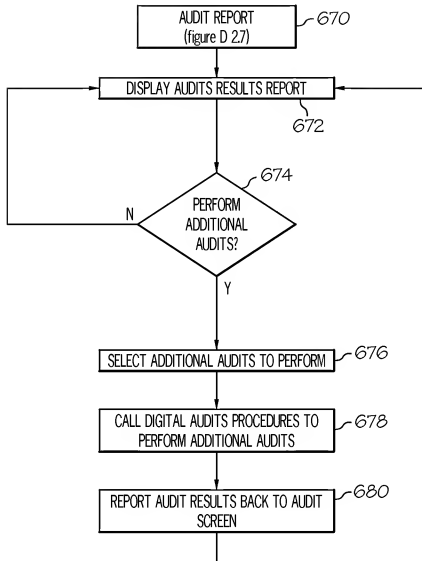 AUDIT REPORT
(figure D 2.7)
670
DISPLAY AUDITS RESULTS REPORT
672
674
PERFORM
ADDITIONAL
AUDITS?
N
Y
SELECT ADDITIONAL AUDITS TO PERFORM
676
CALL DIGITAL AUDITS PROCEDURES TO
PERFORM ADDITIONAL AUDITS
678
REPORT AUDIT RESULTS BACK TO AUDIT
SCREEN
680